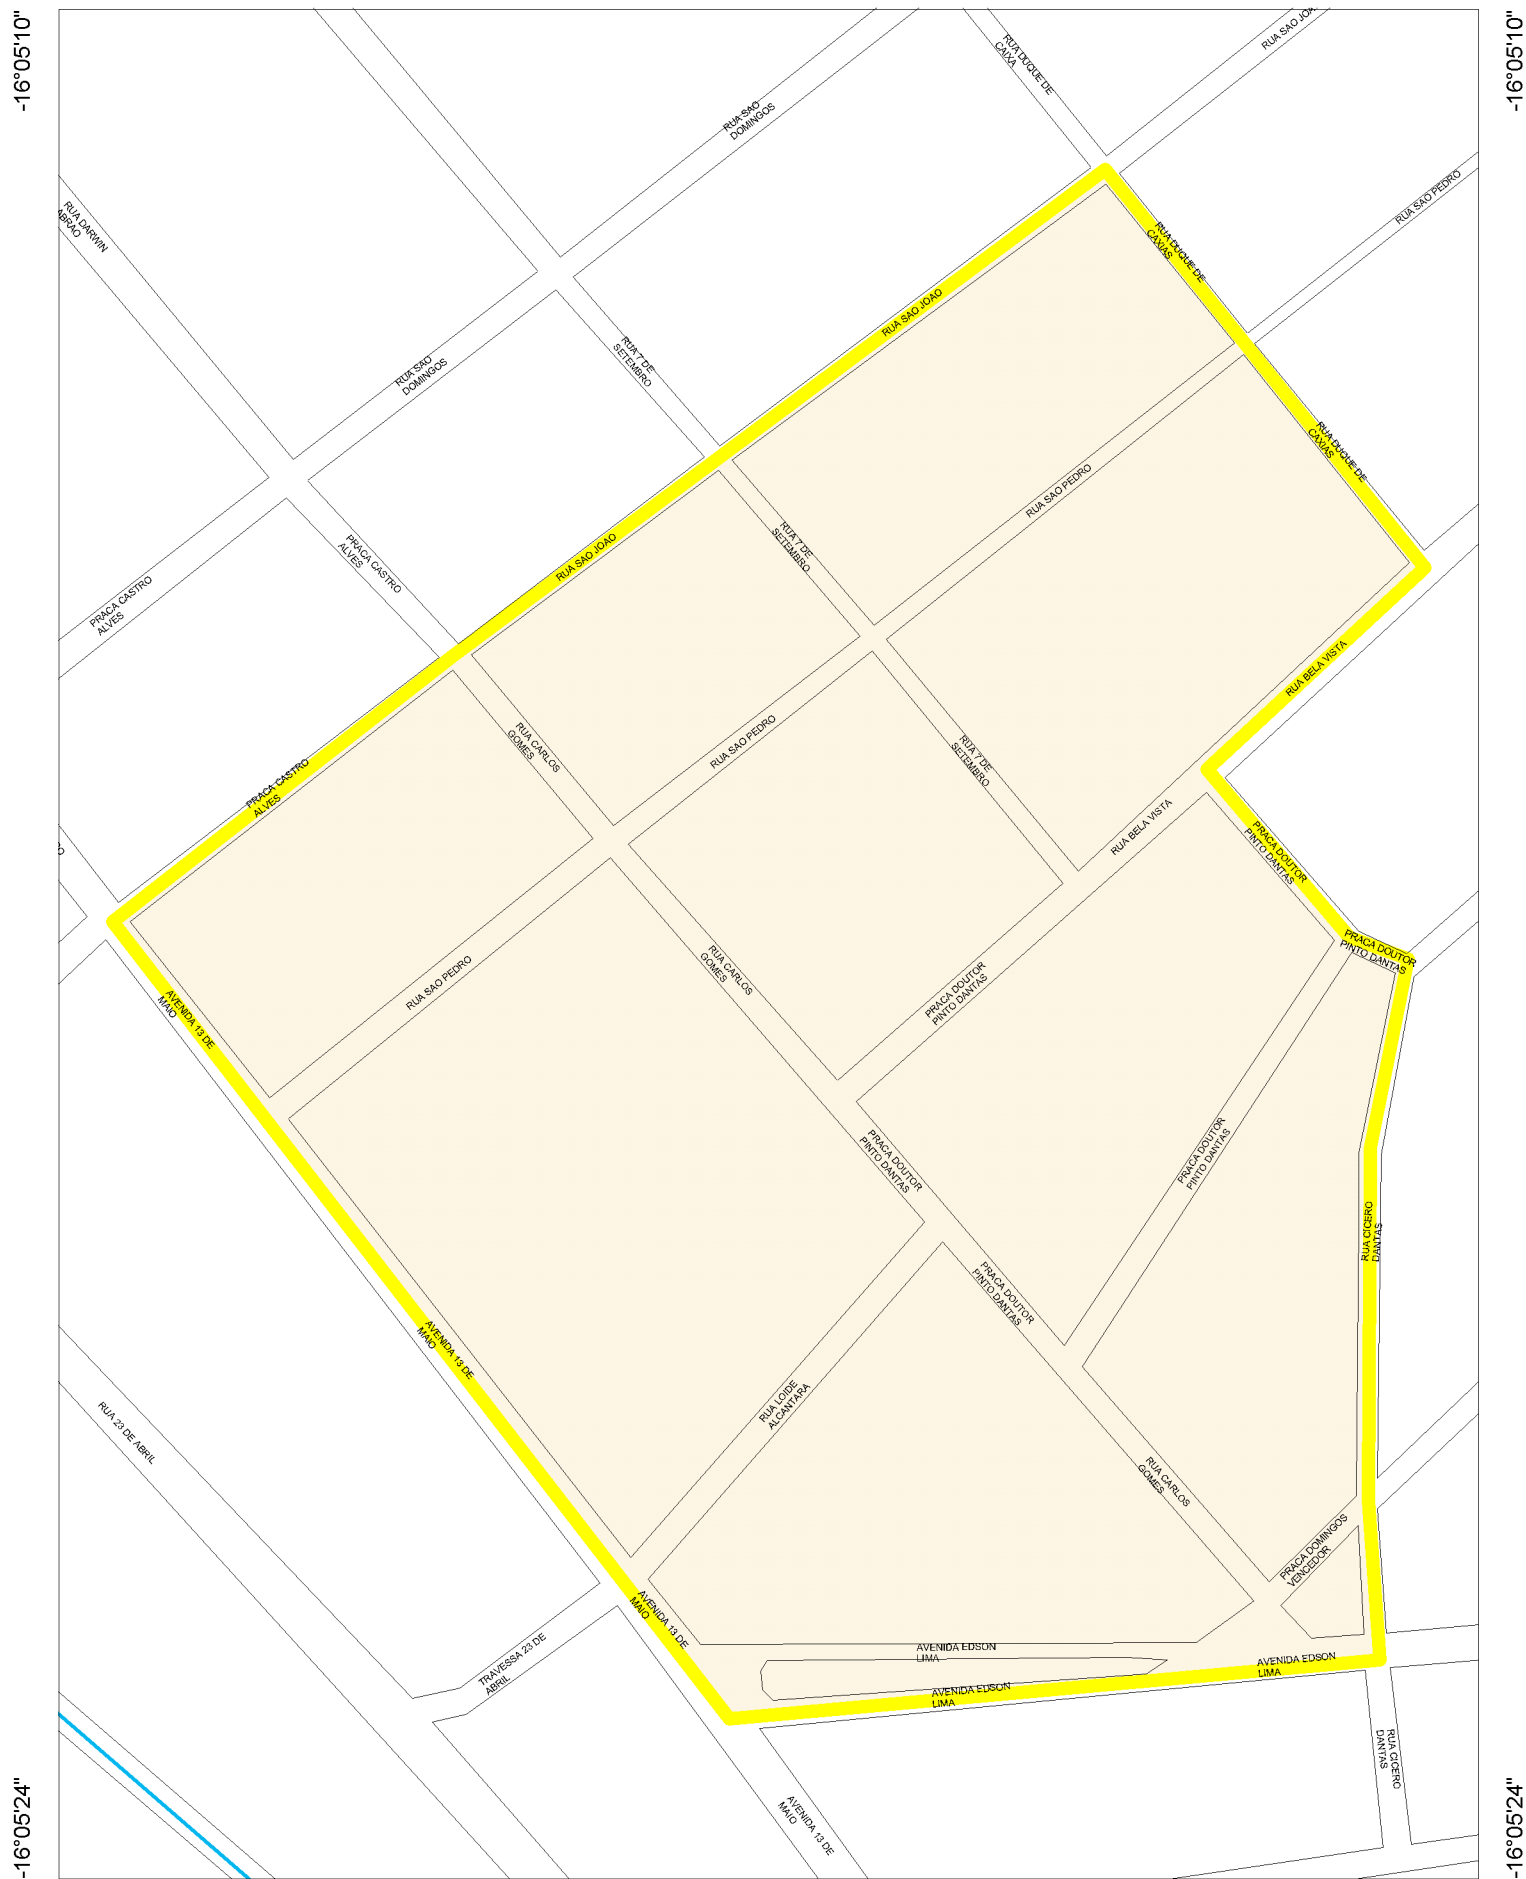 -16°05'10"
-16°05'10"
RUA DUQUE DE
CAIXA
RUA SAO
DOMINGOS
RUA SAO PEDRO
RUA DARWIN
ABRAO
RUA DUQUE DE
CAXIAS
RUA SAO JOAO
RUA 7 DE
SETEMBRO
RUA SAO
DOMINGOS
RUA DUQUE DE
CAXIAS
RUA SAO PEDRO
RUA 7 DE
SETEMBRO
RUA SAO JOAO
PRACA CASTRO
ALVES
PRACA CASTRO
ALVES
RUA BELA VISTA
RUA CARLOS
GOMES
RUA SAO PEDRO
RUA 7 DE
SETEMBRO
PRACA CASTRO
ALVES
RUA BELA VISTA
PRACA DOUTOR
PINTO DANTAS
PRACA DOUTOR
PINTO DANTAS
RUA CARLOS
GOMES
RUA SAO PEDRO
PRACA DOUTOR
PINTO DANTAS
AVENIDA 13 DE
MAIO
PRACA DOUTOR
PINTO DANTAS
PRACA DOUTOR
PINTO DANTAS
RUA CICERO
DANTAS
PRACA DOUTOR
PINTO DANTAS
AVENIDA 13 DE
MAIO
RUA LOIDE
ALCANTARA
RUA 23 DE ABRIL
RUA CARLOS
GOMES
PRACA DOMINGOS
VENCEDOR
AVENIDA 13 DE
MAIO
TRAVESSA 23 DE
ABRIL
AVENIDA EDSON
LIMA
AVENIDA EDSON
LIMA
AVENIDA EDSON
LIMA
RUA CICERO
DANTAS
AVENIDA 13 DE
MAIO
-16°05'24"
-16°05'24"